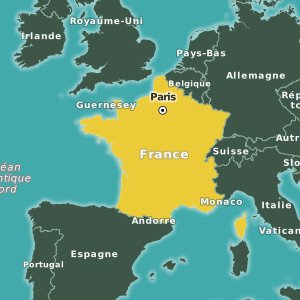 Royaume-Uni
Irlande
Pays-Bas
Allemagne
Belgique
Paris
Guernesey
Rép
to
Autr
France
Suisse
Slo
éan
ntique
ord
Monaco
Italie
Andorre
Vatican
Espagne
Portugal